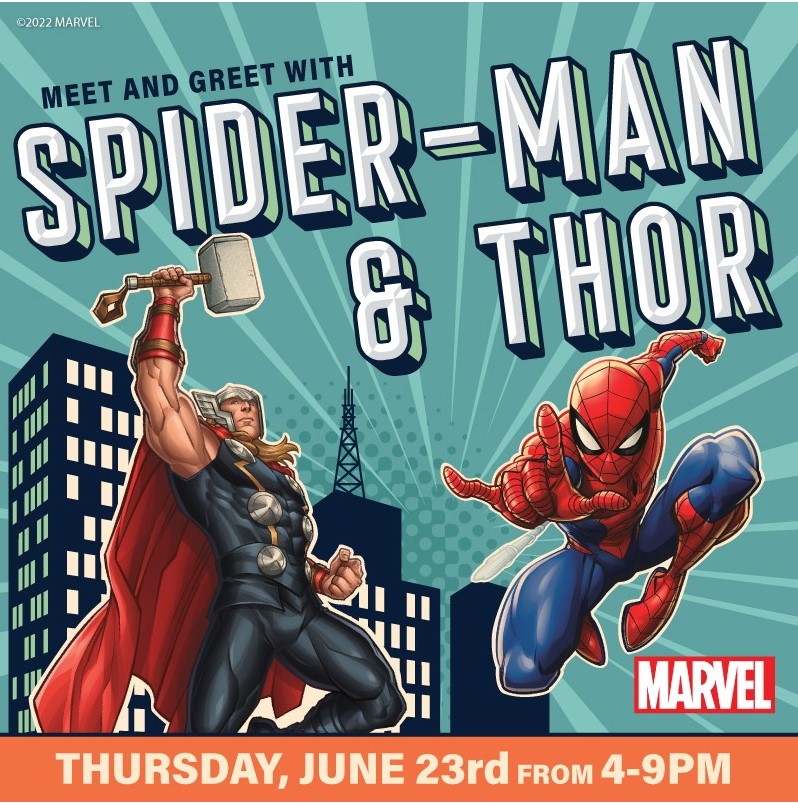 ©2022 MARVEL
MEET AND GREET WITH
SPIDER-MAN
& THOR
MARVEL
THURSDAY, JUNE 23rd FROM 4-9PM